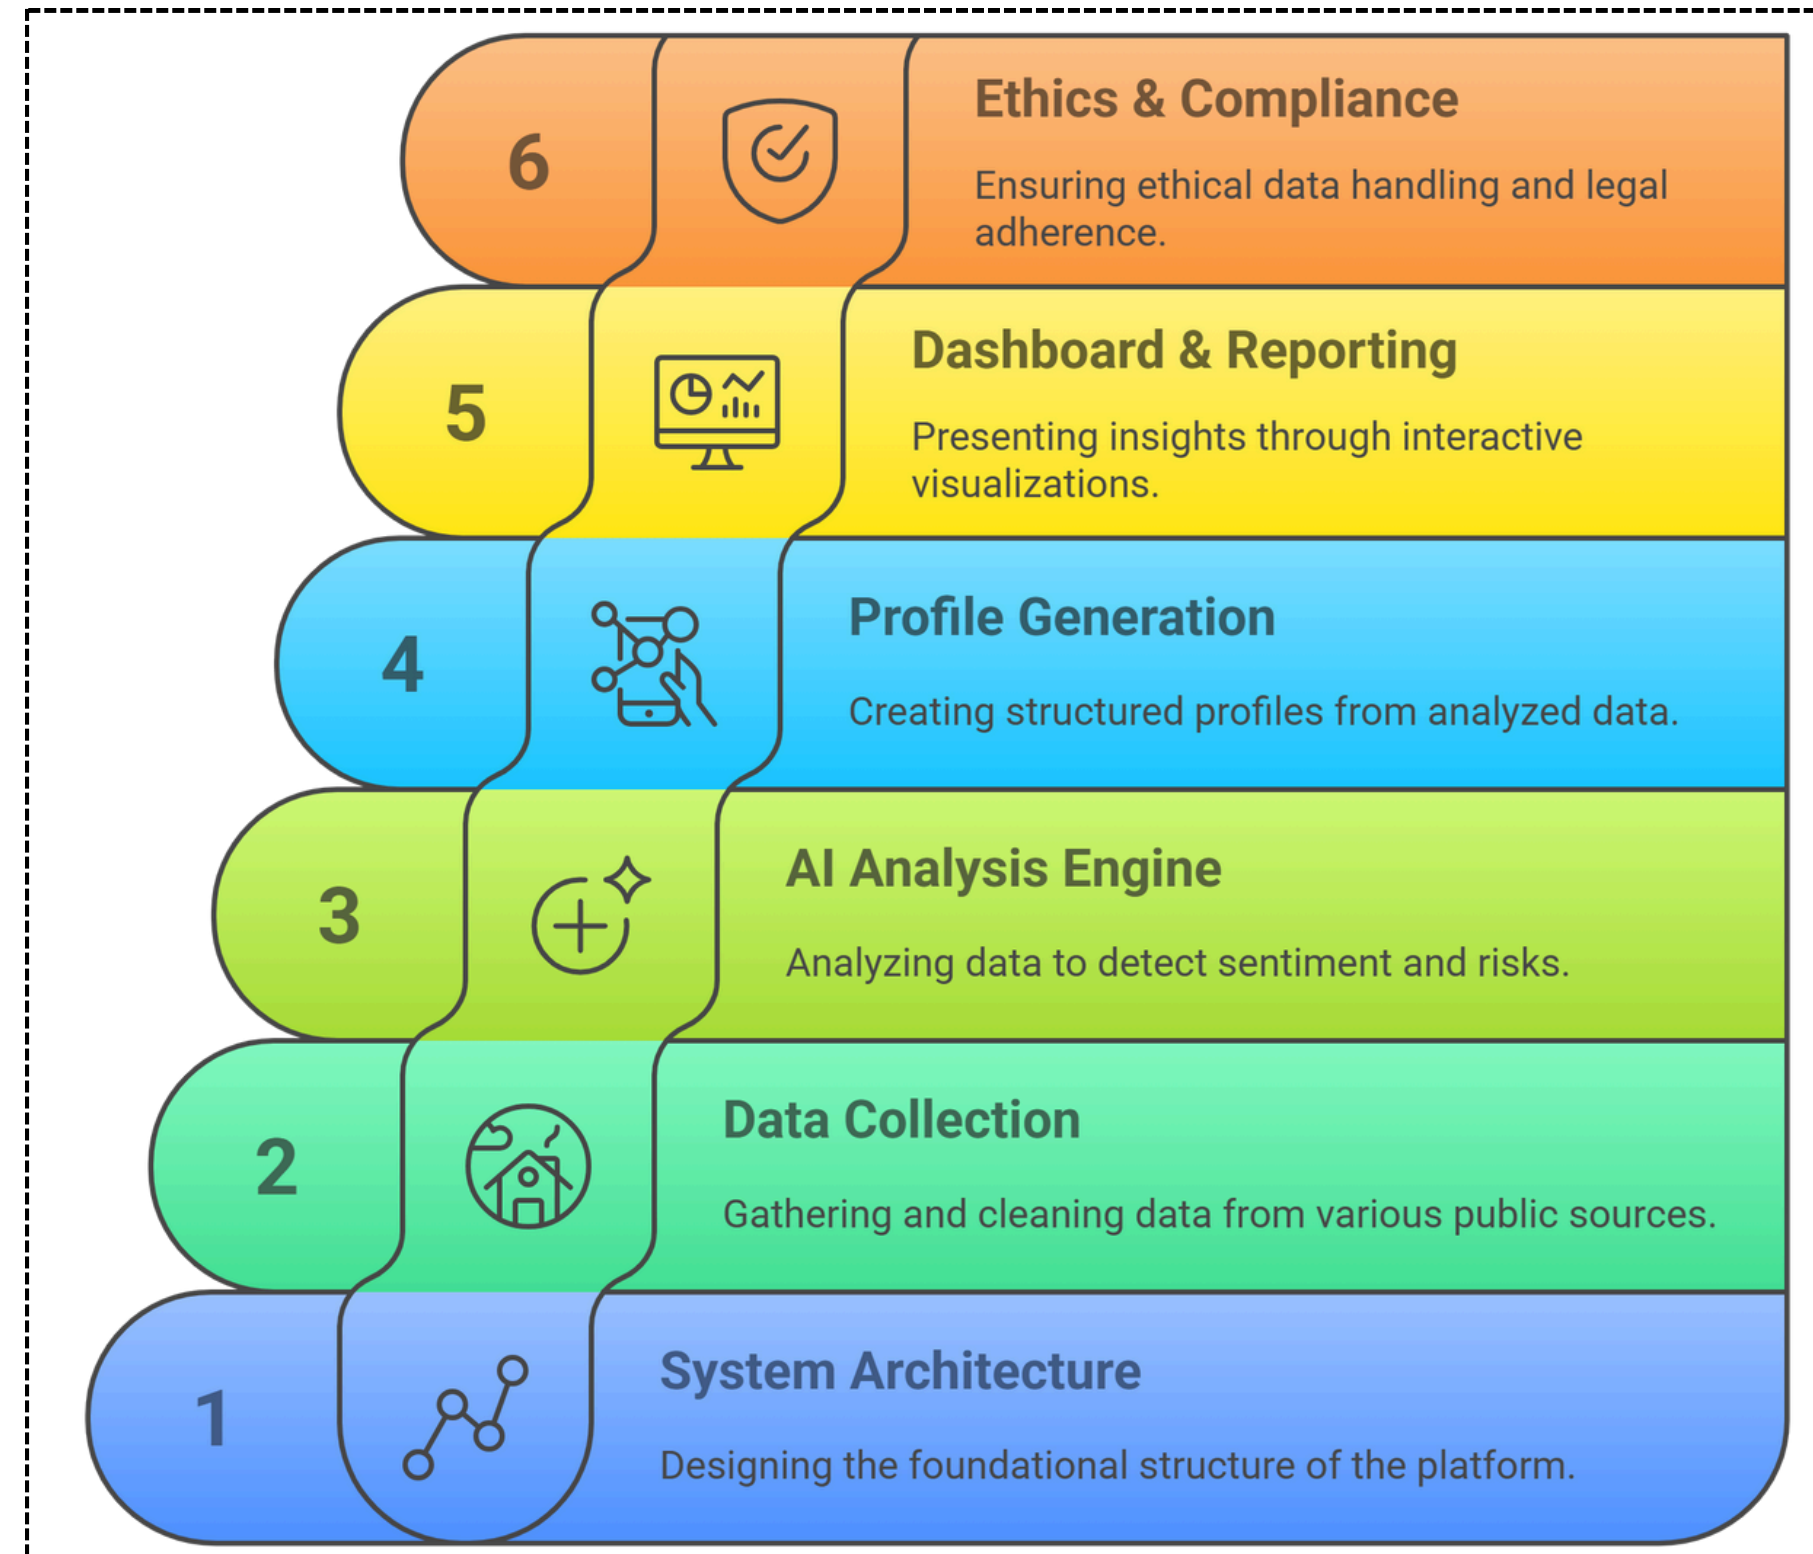 6
Ethics & Compliance
Ensuring ethical data handling and legal
adherence.
5
Dashboard & Reporting
Presenting insights through interactive
visualizations.
4
Profile Generation
Creating structured profiles from analyzed data.
3
AI Analysis Engine
Analyzing data to detect sentiment and risks.
2
Data Collection
Gathering and cleaning data from various public sources.
1
System Architecture
Designing the foundational structure of the platform.